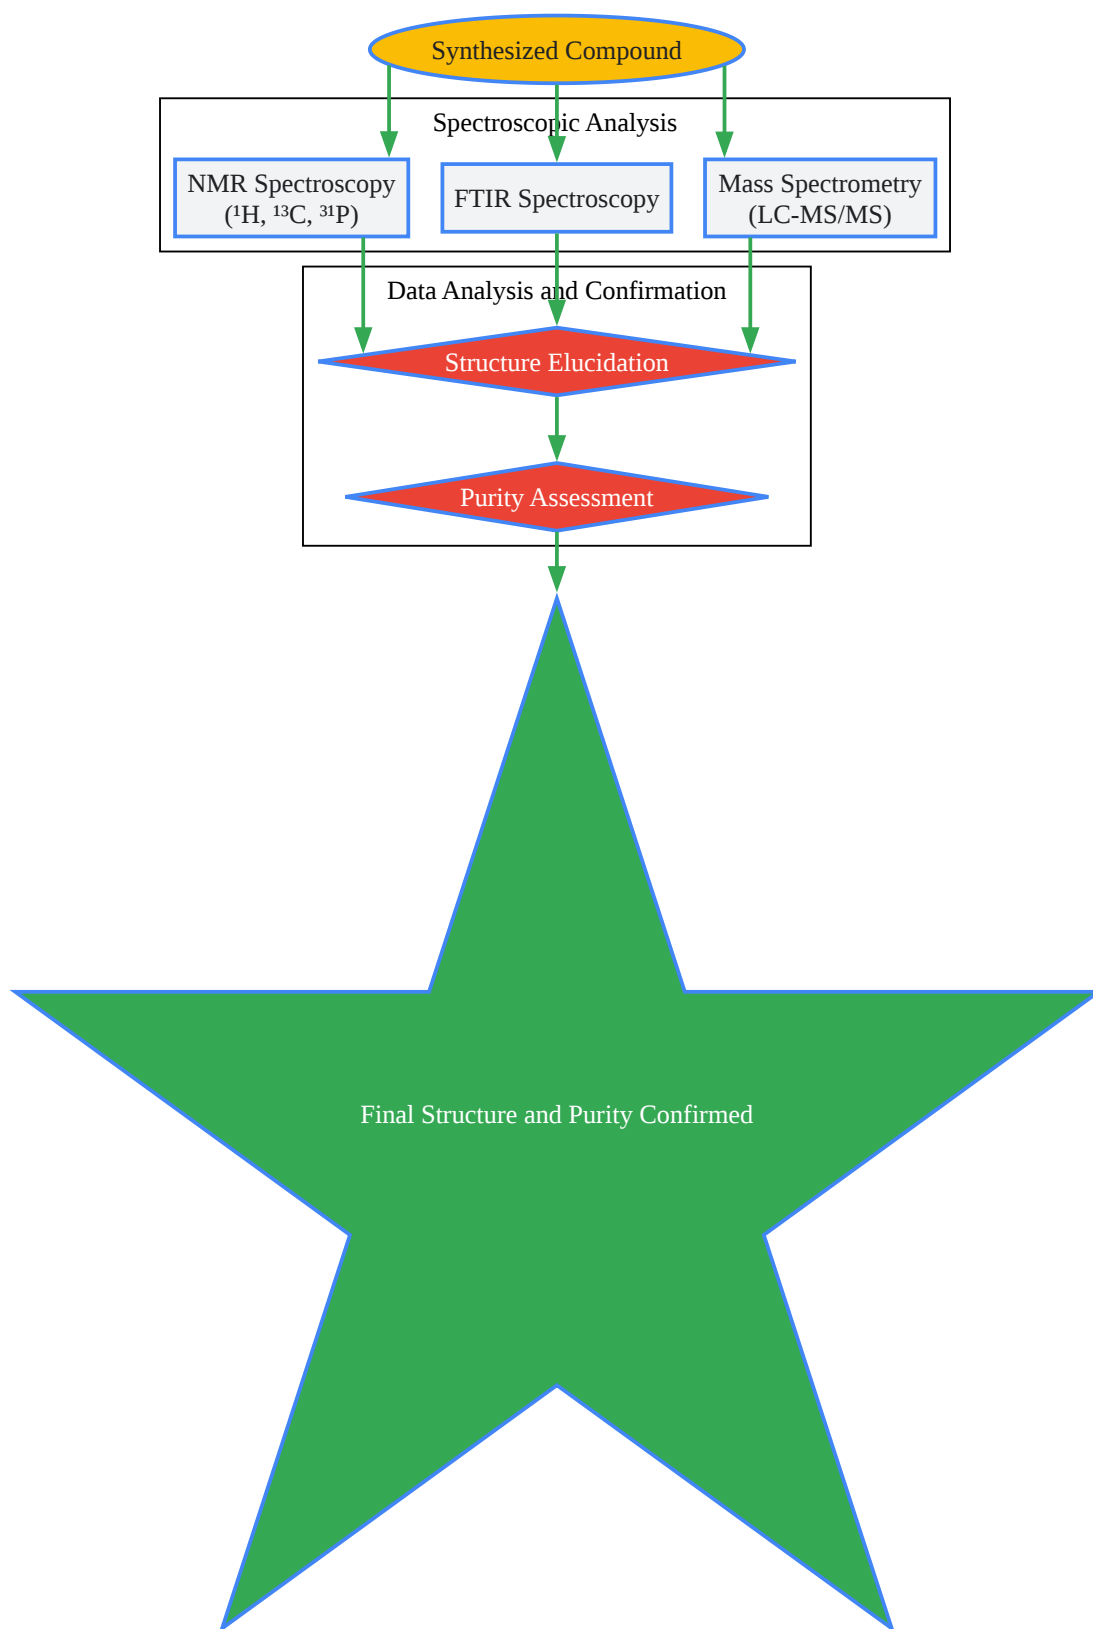 Synthesized Compound
Spectroscopic Analysis
NMR Spectroscopy
(¹H, ¹³C, ³¹P)
FTIR Spectroscopy
Mass Spectrometry
(LC-MS/MS)
Data Analysis and Confirmation
Structure Elucidation
Purity Assessment
Final Structure and Purity Confirmed